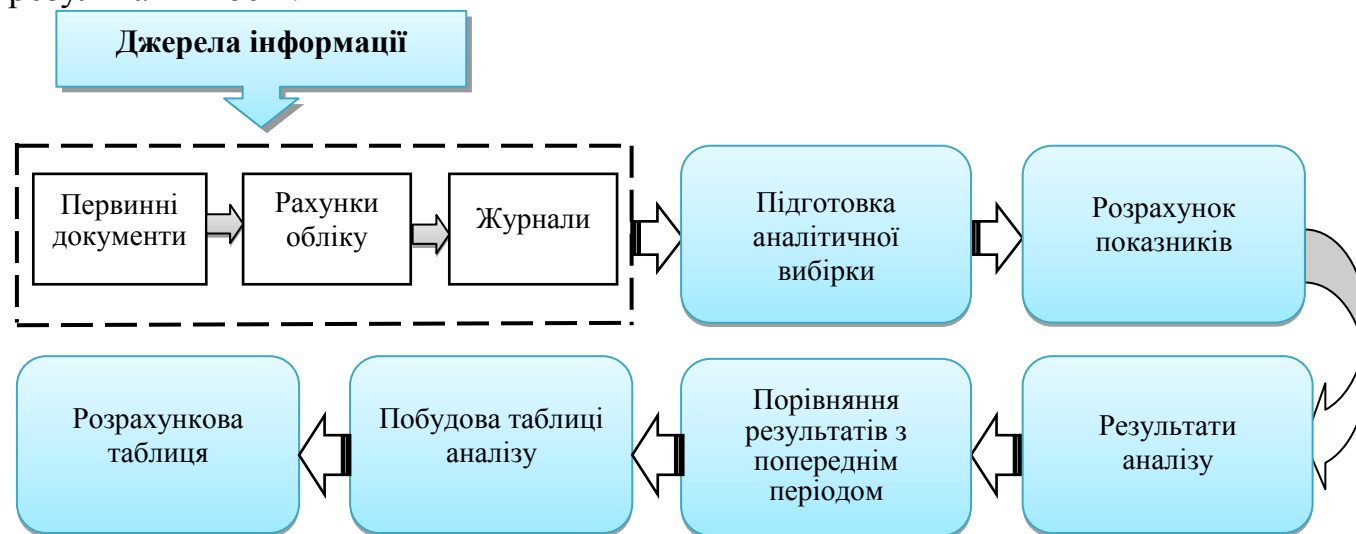 Джерела інформації
Первинні
документи
Рахунки
обліку
Журнали
Підготовка
аналітичної
вибірки
Розрахунок
показників
Розрахункова
таблиця
Побудова таблиці
аналізу
Порівняння
результатів з
попереднім
періодом
Результати
аналізу